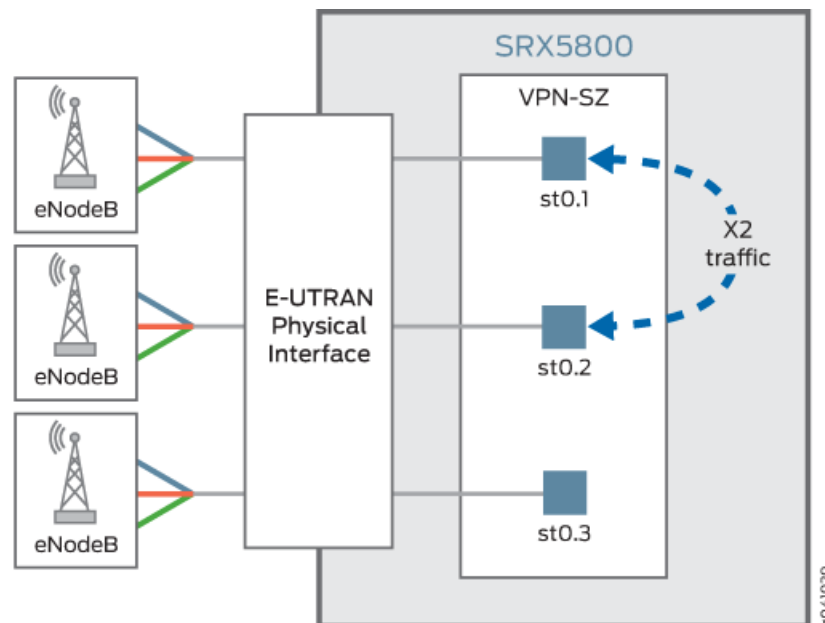 SRX5800
VPN-SZ
eNodeB
st0.1
X2
traffic
E-UTRAN
Physical
Interface
eNodeB
st0.2
eNodeB
st0.3